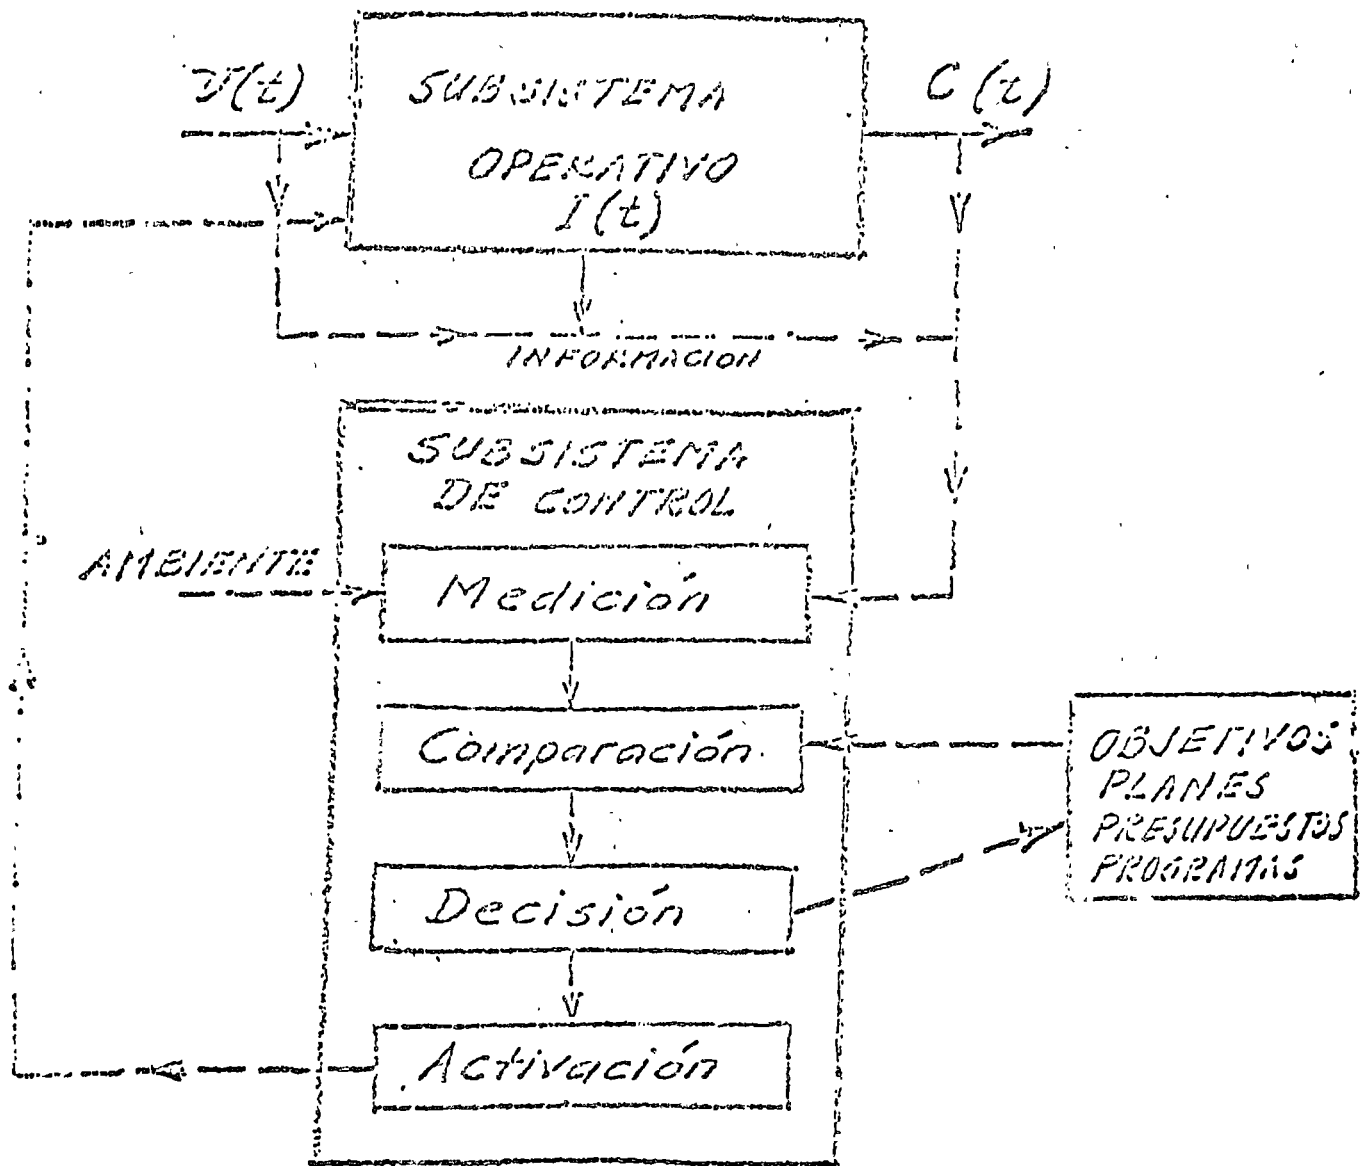 U(t)
SUBSISTEMA
OPERATIVO
I(t)
C(t)
INFORMACION
SUBSISTEMA
DE CONTROL
AMBIENTE
Medición
Comparación
Decisión
Activación
OBJETIVOS
PLANES
PRESUPUESTOS
PROGRAMAS